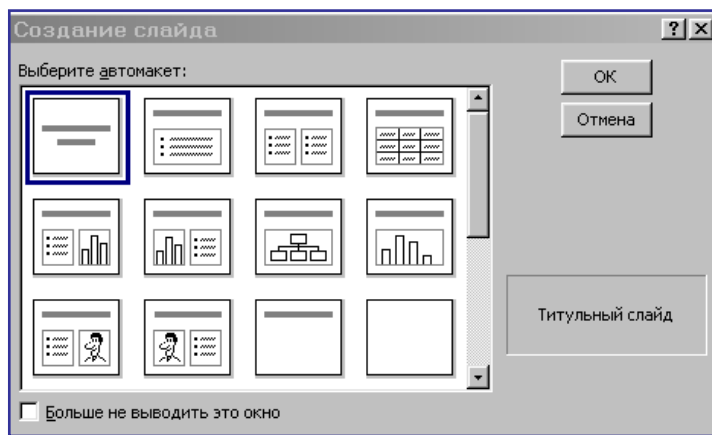 Создание слайда
Выберите автомакет:
ОК
Отмена
Титульный слайд
Больше не выводить это окно